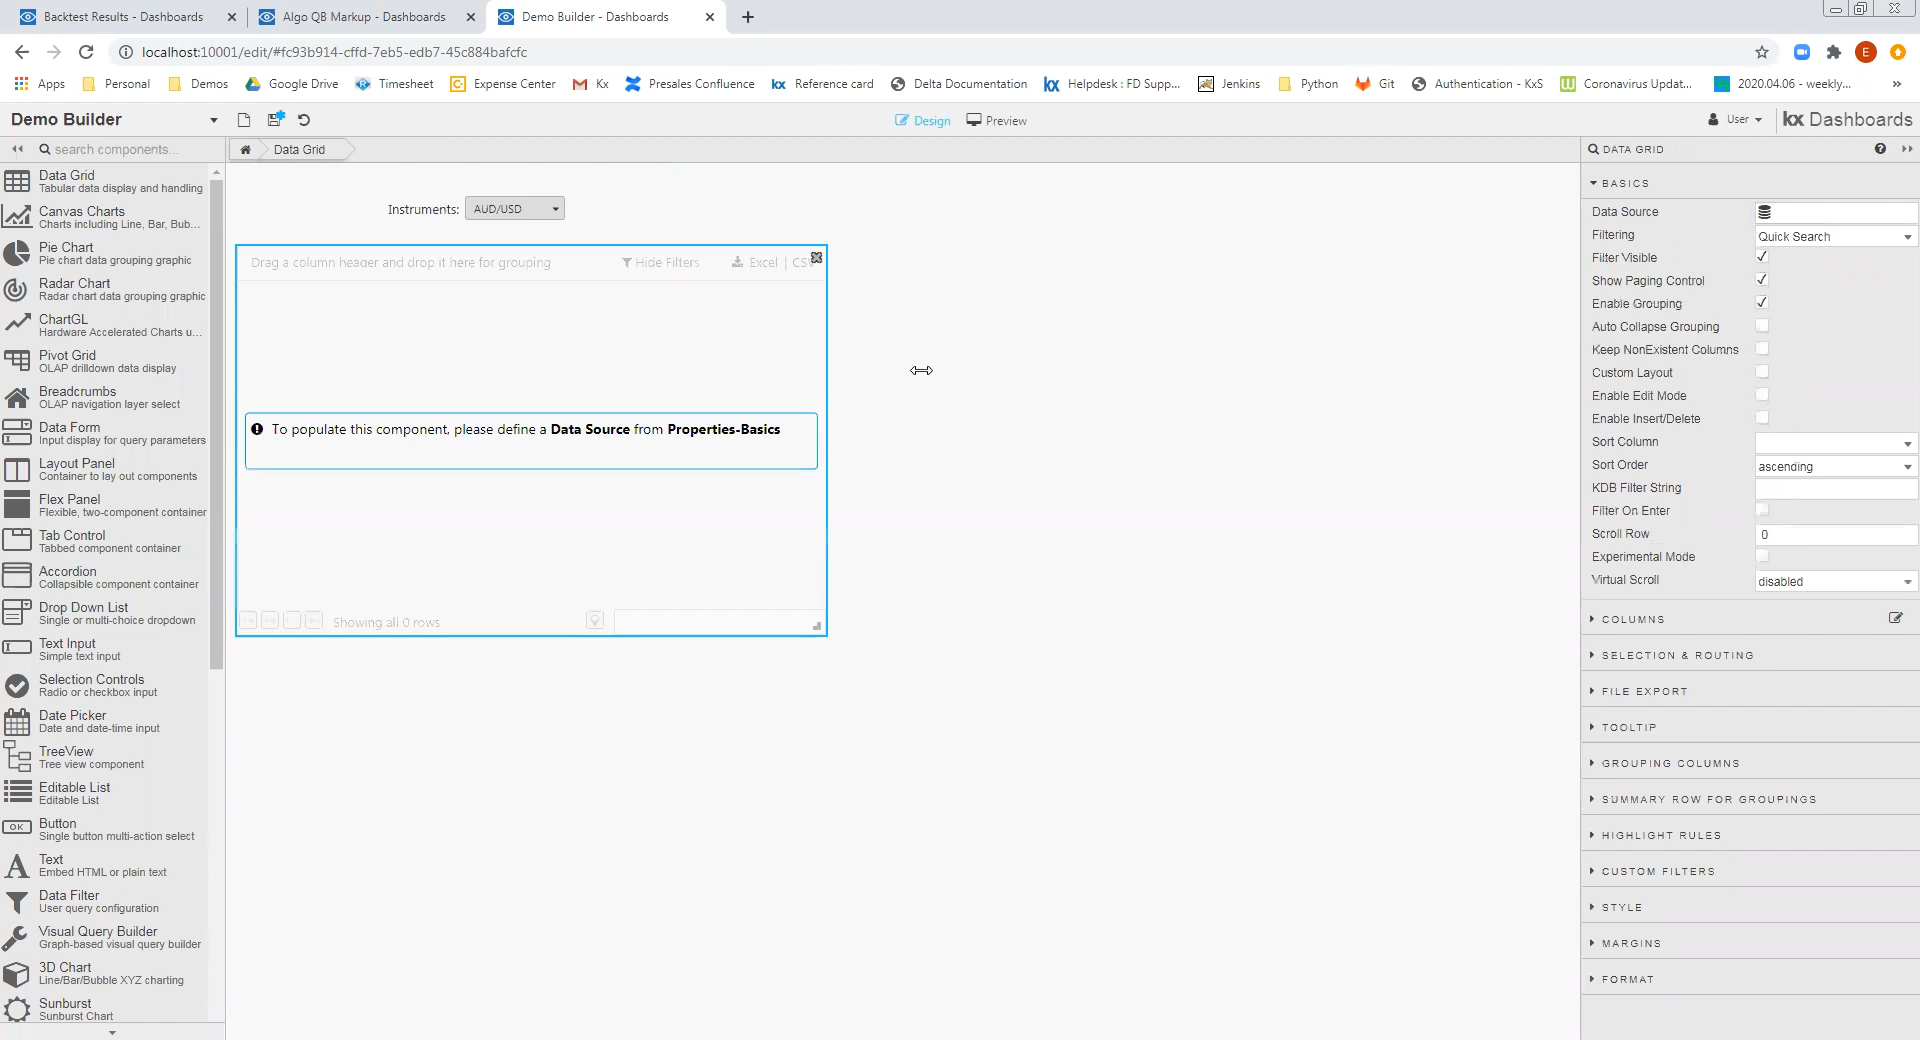 Backtest Results - Dashboards
Algo QB Markup - Dashboards
Demo Builder - Dashboards
localhost:10001/edit/#fc93b914-cffd-7eb5-edb7-45c884bafcfc
E
Apps
Personal
Demos
Google Drive
Timesheet
Expense Center
Kx
Presales Confluence
kx Reference card
Delta Documentation
kx Helpdesk : FD Supp...
Jenkins
Python
Git
Authentication - KxS
Coronavirus Updat...
2020.04.06 - weekly...
»
Demo Builder
Design
Preview
User
kx Dashboards
search components...
Data Grid
DATA GRID
Data Grid
Tabular data display and handling
Canvas Charts
Charts including Line, Bar, Bub...
Pie Chart
Pie chart data grouping graphic
Radar Chart
Radar chart data grouping graphic
ChartGL
Hardware Accelerated Charts u...
Pivot Grid
OLAP drilldown data display
Breadcrumbs
OLAP navigation layer select
Data Form
Input display for query parameters
Layout Panel
Container to lay out components
Flex Panel
Flexible, two-component container
Tab Control
Tabbed component container
Accordion
Collapsible component container
Drop Down List
Single or multi-choice dropdown
Text Input
Simple text input
Selection Controls
Radio or checkbox input
Date Picker
Date and date-time input
TreeView
Tree view component
Editable List
Editable List
OK
Button
Single button multi-action select
Text
Embed HTML or plain text
Data Filter
User query configuration
Visual Query Builder
Graph-based visual query builder
3D Chart
Line/Bar/Bubble XYZ charting
Sunburst
Sunburst Chart
Instruments: AUD/USD
Drag a column header and drop it here for grouping
Hide Filters
Excel | CSV
To populate this component, please define a Data Source from Properties-Basics
Showing all 0 rows
BASICS
Data Source
Filtering Quick Search
Filter Visible
Show Paging Control
Enable Grouping
Auto Collapse Grouping
Keep NonExistent Columns
Custom Layout
Enable Edit Mode
Enable Insert/Delete
Sort Column
Sort Order ascending
KDB Filter String
Filter On Enter
Scroll Row 0
Experimental Mode
Virtual Scroll disabled
COLUMNS
SELECTION & ROUTING
FILE EXPORT
TOOLTIP
GROUPING COLUMNS
SUMMARY ROW FOR GROUPINGS
HIGHLIGHT RULES
CUSTOM FILTERS
STYLE
MARGINS
FORMAT